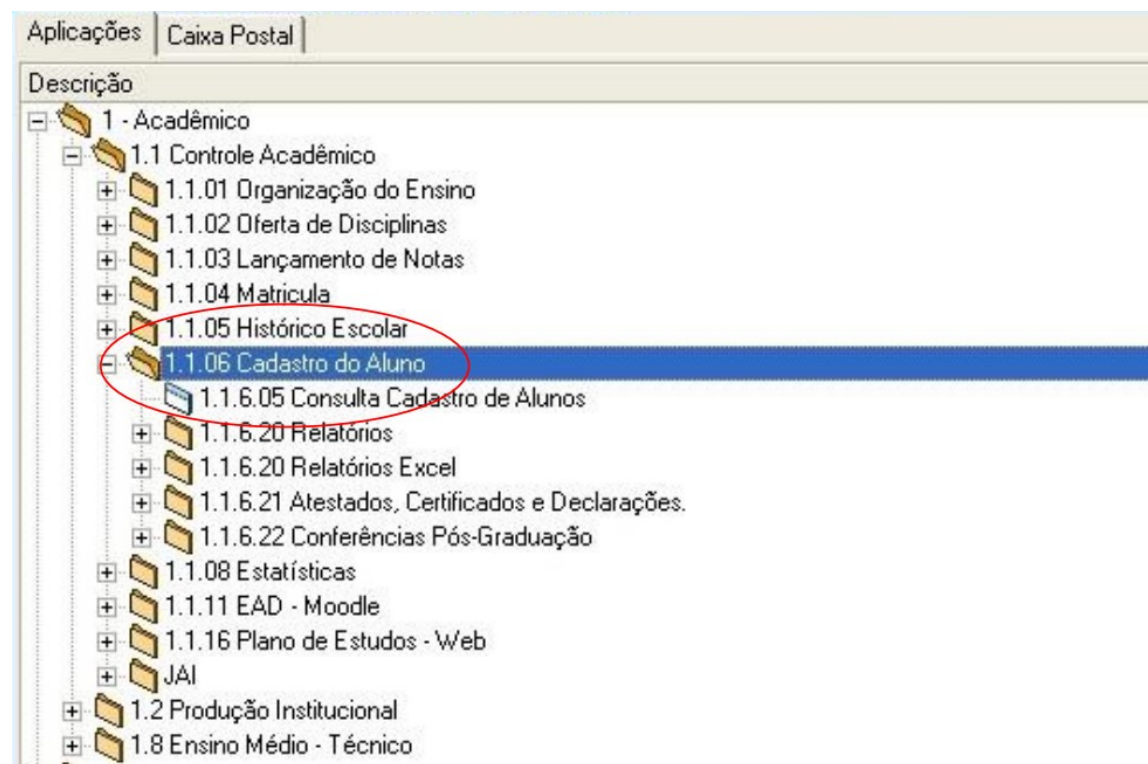 Aplicações Caixa Postal
Descrição
1 - Acadêmico
1.1 Controle Acadêmico
1.1.01 Organização do Ensino
1.1.02 Oferta de Disciplinas
1.1.03 Lançamento de Notas
1.1.04 Matricula
1.1.05 Histórico Escolar
1.1.06 Cadastro do Aluno
1.1.6.05 Consulta Cadastro de Alunos
1.1.6.20 Relatórios
1.1.6.20 Relatórios Excel
1.1.6.21 Atestados, Certificados e Declarações.
1.1.6.22 Conferências Pós-Graduação
1.1.08 Estatísticas
1.1.11 EAD - Moodle
1.1.16 Plano de Estudos - Web
JAI
1.2 Produção Institucional
1.8 Ensino Médio - Técnico